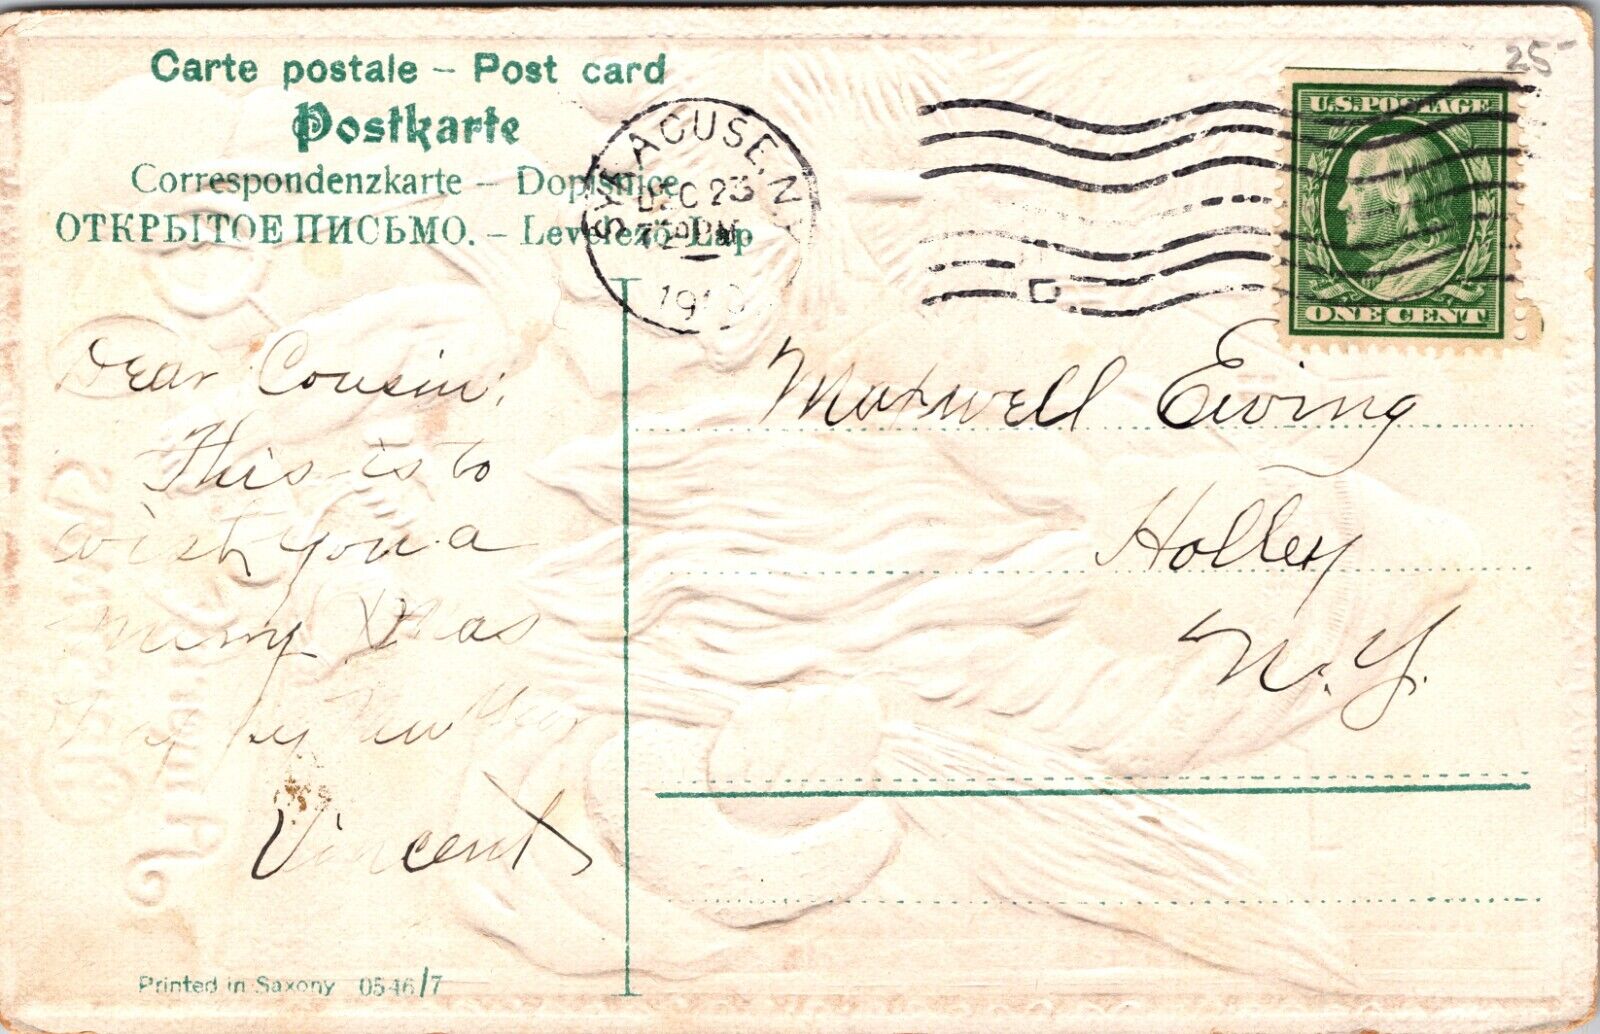 25
Carte postale – Post card
Postkarte
Correspondenzkarte – Dopisnice
ОТКРЫТОЕ ПИСЬМО. – Levelező-Lap
SYRACUSE, N.Y.
DEC 23
PM
U.S. POSTAGE
ONE CENT
Dear Cousin;
This is to
wish you a
merry Xmas
Happy New Year
Vincent
Maxwell Ewing
Holley
N.Y.
Printed in Saxony 0546/7